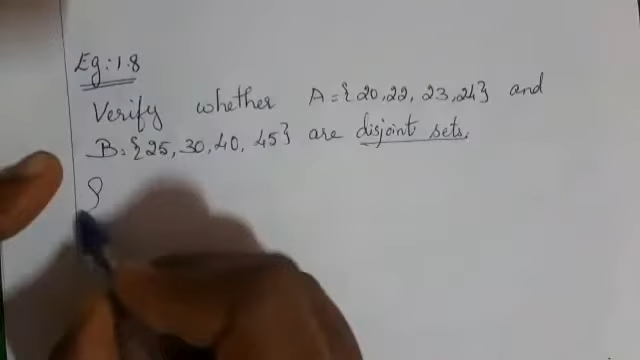 Eg:1.8
Verify whether A={20,22, 23,24} and
B={25, 30, 40, 45} are disjoint sets.